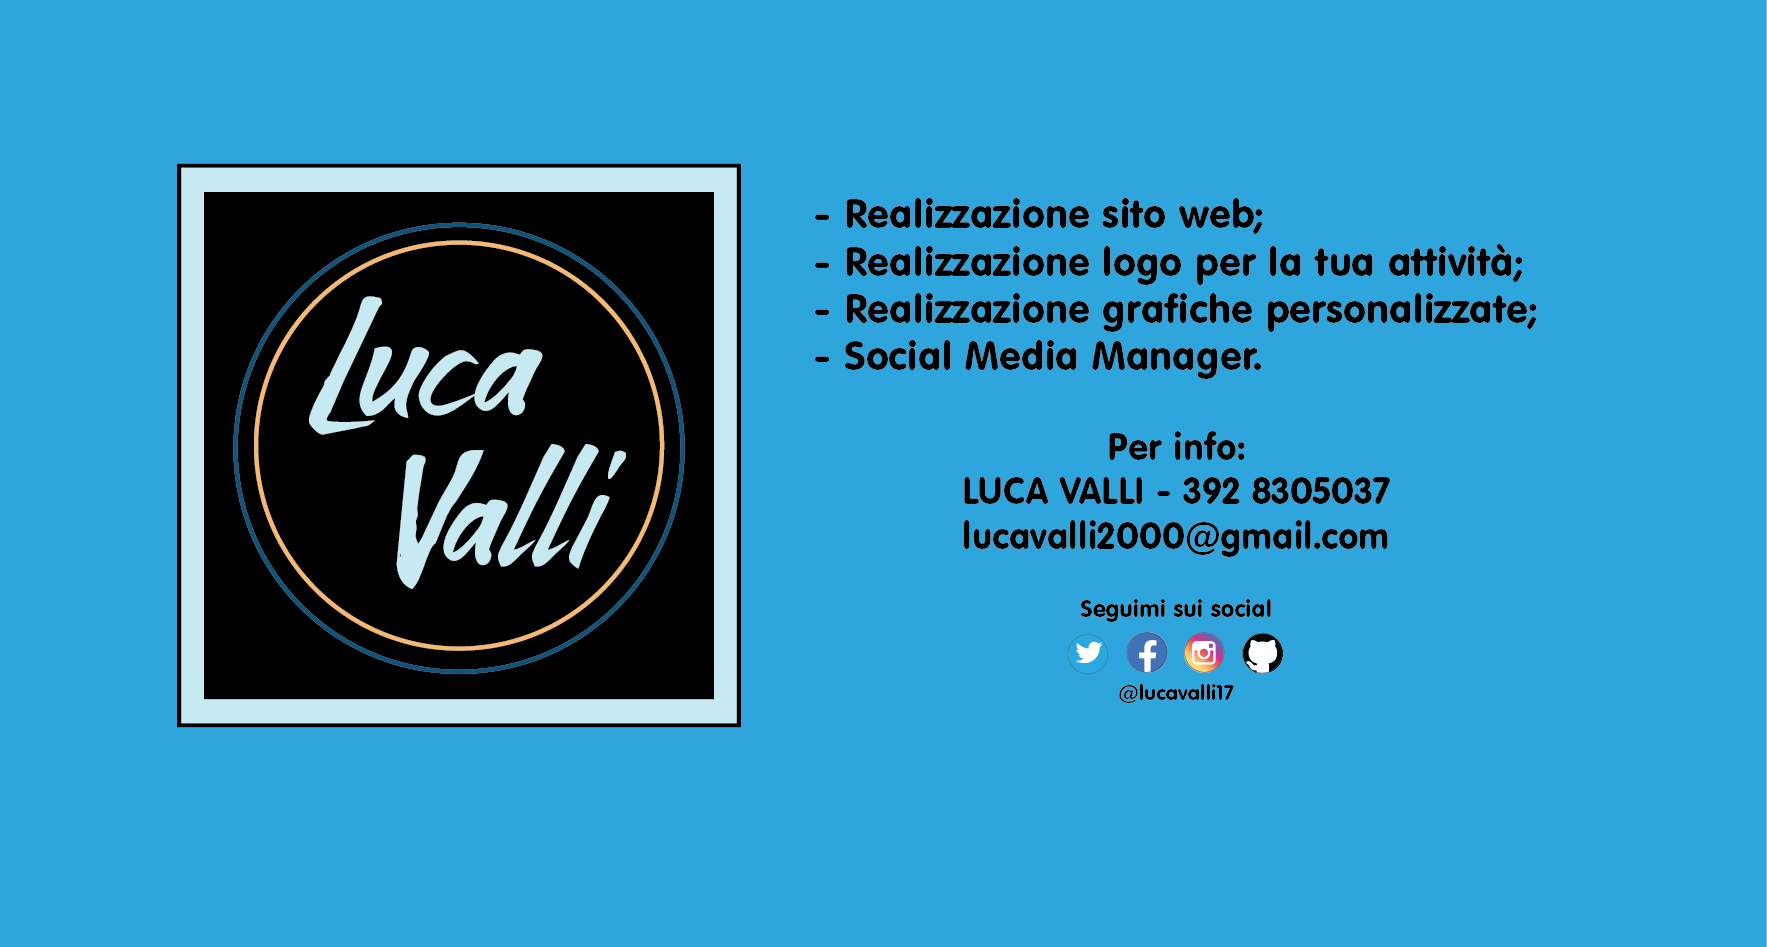 Luca
Valli
- Realizzazione sito web;
- Realizzazione logo per la tua attività;
- Realizzazione grafiche personalizzate;
- Social Media Manager.
Per info:
LUCA VALLI - 392 8305037
lucavalli2000@gmail.com
Seguimi sui social
@lucavalli17